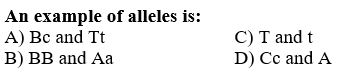 An example of alleles is:
A) Bc and Tt C) T and t
B) BB and Aa D) Cc and A